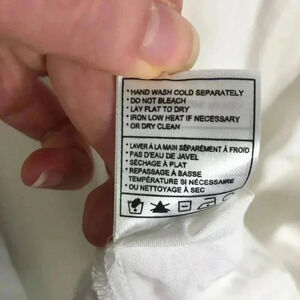 * HAND WASH COLD SEPARATELY
* DO NOT BLEACH
* LAY FLAT TO DRY
* IRON LOW HEAT IF NECESSARY
* OR DRY CLEAN
* LAVER À LA MAIN SÉPARÉMENT À FROID
* PAS D'EAU DE JAVEL
* SÉCHAGE À PLAT
* REPASSAGE À BASSE
TEMPÉRATURE SI NÉCESSAIRE
* OU NETTOYAGE À SEC